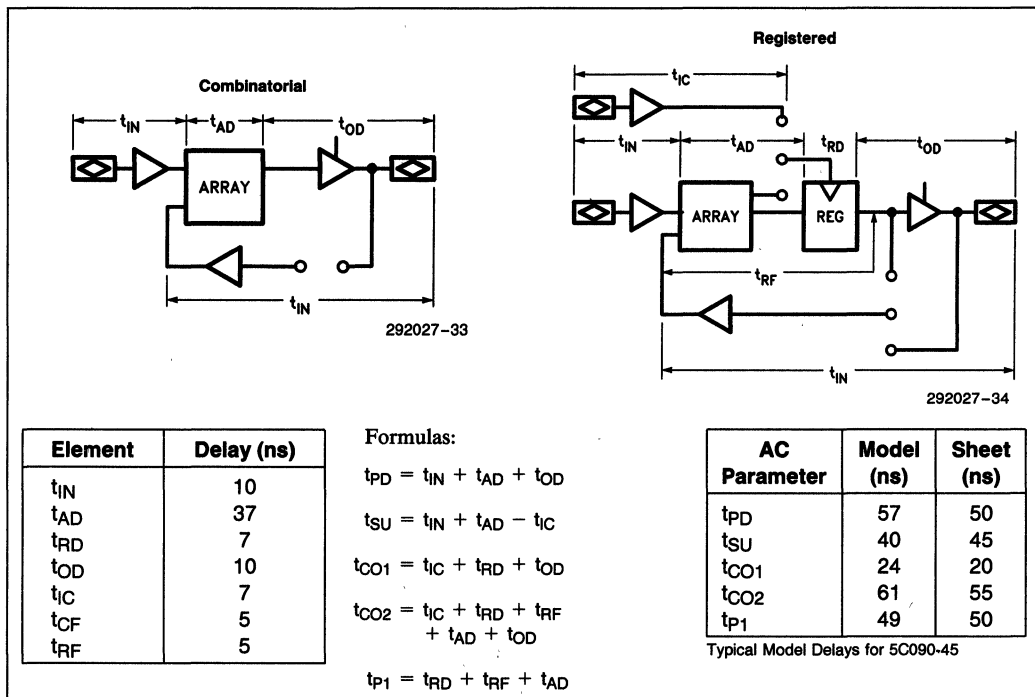 Combinatorial
t_IN
t_AD
t_OD
ARRAY
t_IN
292027-33
Registered
t_IC
t_IN
t_AD
t_RD
t_OD
ARRAY
REG
t_RF
t_IN
292027-34
Element Delay (ns)
t_IN 10
t_AD 37
t_RD 7
t_OD 10
t_IC 7
t_CF 5
t_RF 5
Formulas:
t_PD = t_IN + t_AD + t_OD
t_SU = t_IN + t_AD − t_IC
t_CO1 = t_IC + t_RD + t_OD
t_CO2 = t_IC + t_RD + t_RF
+ t_AD + t_OD
t_P1 = t_RD + t_RF + t_AD
AC Parameter Model (ns) Sheet (ns)
t_PD 57 50
t_SU 40 45
t_CO1 24 20
t_CO2 61 55
t_P1 49 50
Typical Model Delays for 5C090-45